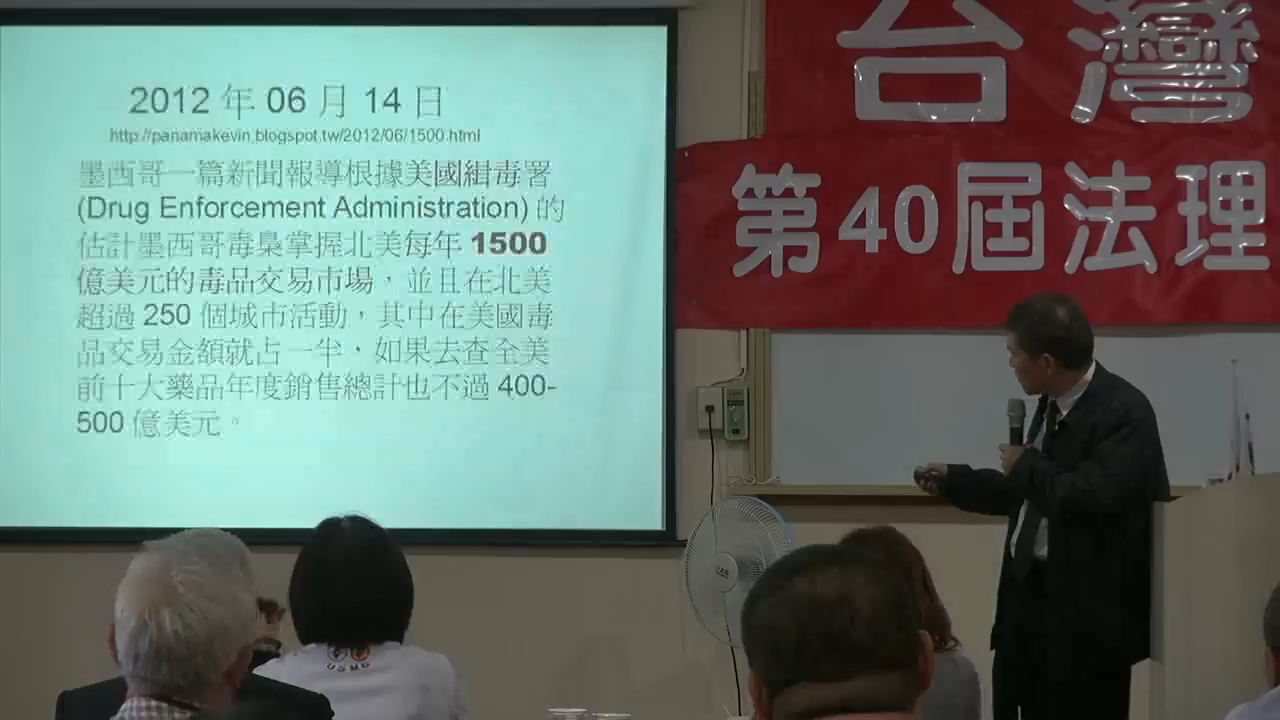 2012 年 06 月 14 日
http://panamakevin.blogspot.tw/2012/06/1500.html
墨西哥一篇新聞報導根據美國緝毒署
(Drug Enforcement Administration) 的
估計墨西哥毒梟掌握北美每年 1500
億美元的毒品交易市場，並且在北美
超過 250 個城市活動，其中在美國毒
品交易金額就占一半，如果去查全美
前十大藥品年度銷售總計也不過 400-
500 億美元。
台灣
第40屆法理
USMG